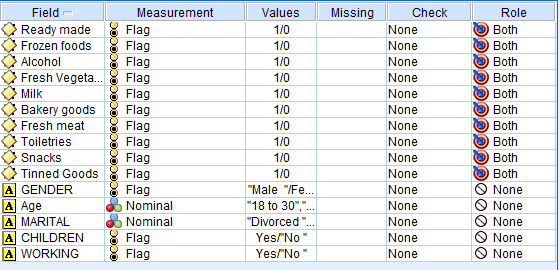 Field Measurement Values Missing Check Role
Ready made Flag 1/0 None Both
Frozen foods Flag 1/0 None Both
Alcohol Flag 1/0 None Both
Fresh Vegeta... Flag 1/0 None Both
Milk Flag 1/0 None Both
Bakery goods Flag 1/0 None Both
Fresh meat Flag 1/0 None Both
Toiletries Flag 1/0 None Both
Snacks Flag 1/0 None Both
Tinned Goods Flag 1/0 None Both
A GENDER Flag "Male "/Fe... None None
A Age Nominal "18 to 30","... None None
A MARITAL Nominal "Divorced "... None None
A CHILDREN Flag Yes/"No " None None
A WORKING Flag Yes/"No " None None